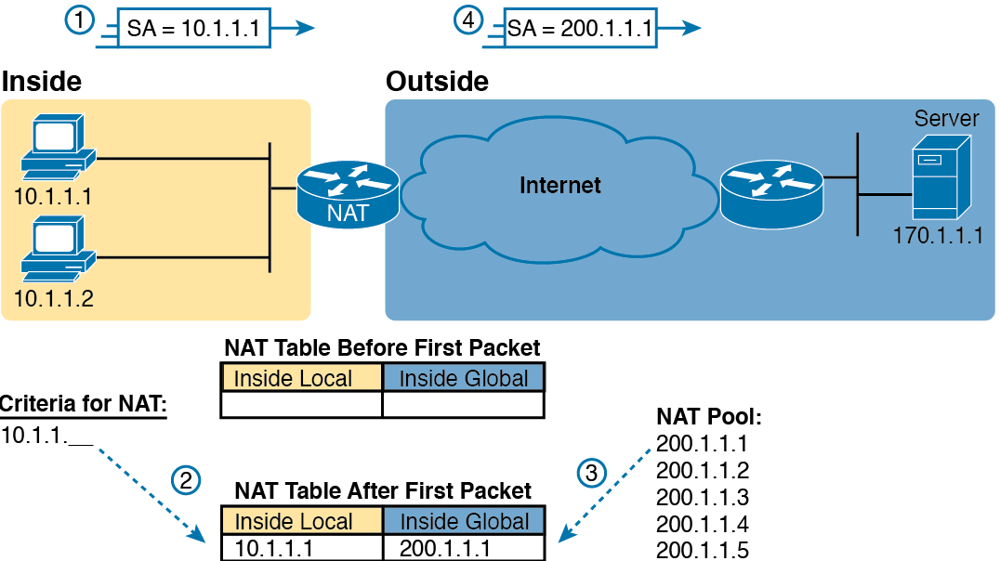 1 SA = 10.1.1.1
4 SA = 200.1.1.1
Inside
Outside
Server
10.1.1.1
NAT
Internet
170.1.1.1
10.1.1.2
NAT Table Before First Packet
Inside Local Inside Global
Criteria for NAT:
10.1.1.__
2
NAT Pool:
200.1.1.1
200.1.1.2
200.1.1.3
200.1.1.4
200.1.1.5
3
NAT Table After First Packet
Inside Local Inside Global
10.1.1.1 200.1.1.1